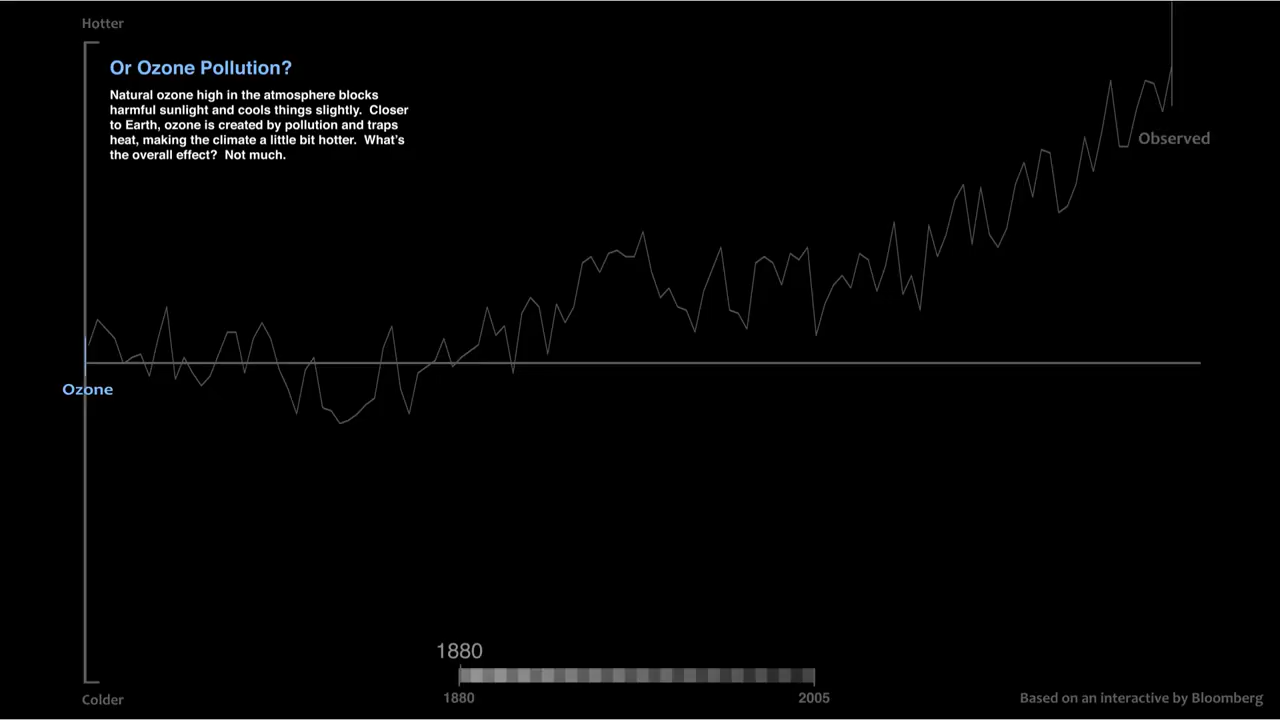 Hotter
Or Ozone Pollution?
Natural ozone high in the atmosphere blocks
harmful sunlight and cools things slightly.  Closer
to Earth, ozone is created by pollution and traps
heat, making the climate a little bit hotter.  What's
the overall effect?  Not much.
Observed
Ozone
1880
1880
2005
Colder
Based on an interactive by Bloomberg